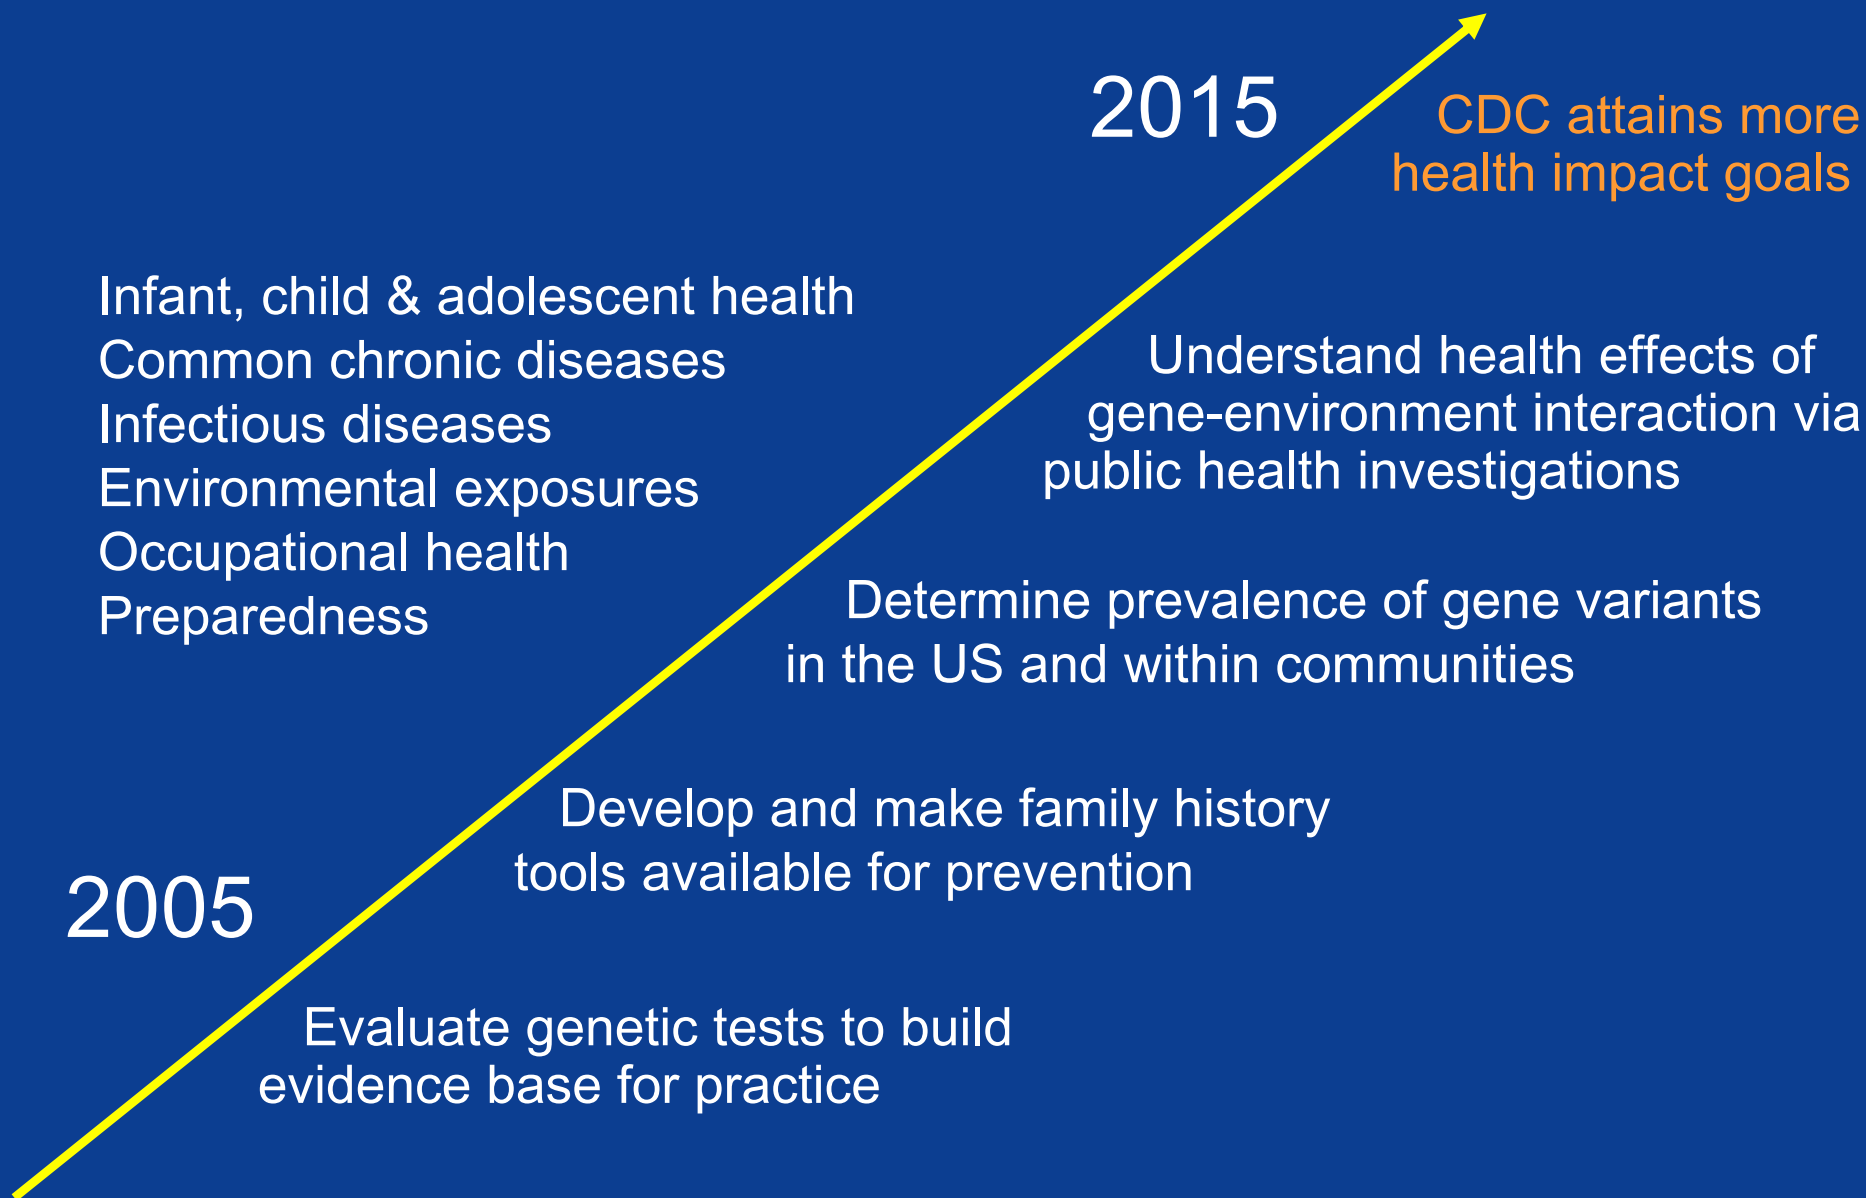 2015
CDC attains more
health impact goals
Infant, child & adolescent health
Common chronic diseases
Infectious diseases
Environmental exposures
Occupational health
Preparedness
Understand health effects of
gene-environment interaction via
public health investigations
Determine prevalence of gene variants
in the US and within communities
Develop and make family history
tools available for prevention
2005
Evaluate genetic tests to build
evidence base for practice